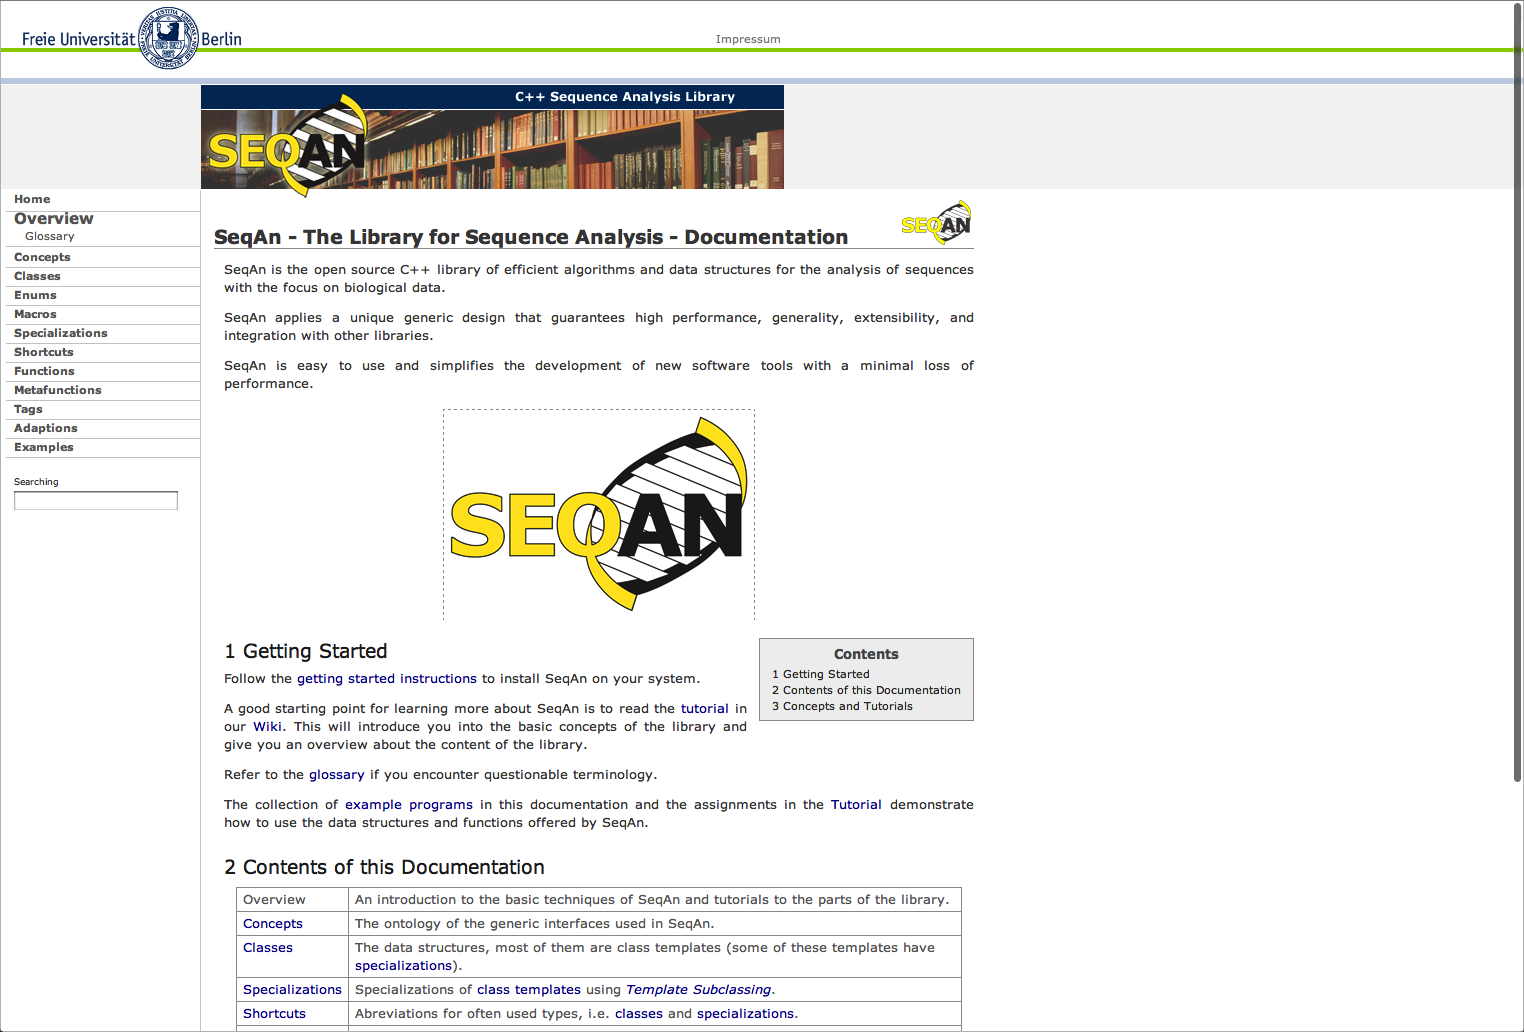 Freie Universität Berlin
Impressum
C++ Sequence Analysis Library
SEQAN
Home
Overview
Glossary
Concepts
Classes
Enums
Macros
Specializations
Shortcuts
Functions
Metafunctions
Tags
Adaptions
Examples
Searching
SEQAN
SeqAn - The Library for Sequence Analysis - Documentation
SeqAn is the open source C++ library of efficient algorithms and data structures for the analysis of sequences
with the focus on biological data.
SeqAn applies a unique generic design that guarantees high performance, generality, extensibility, and
integration with other libraries.
SeqAn is easy to use and simplifies the development of new software tools with a minimal loss of
performance.
SEQAN
1 Getting Started
Follow the getting started instructions to install SeqAn on your system.
A good starting point for learning more about SeqAn is to read the tutorial in
our Wiki. This will introduce you into the basic concepts of the library and
give you an overview about the content of the library.
Refer to the glossary if you encounter questionable terminology.
The collection of example programs in this documentation and the assignments in the Tutorial demonstrate
how to use the data structures and functions offered by SeqAn.
Contents
1 Getting Started
2 Contents of this Documentation
3 Concepts and Tutorials
2 Contents of this Documentation
Overview An introduction to the basic techniques of SeqAn and tutorials to the parts of the library.
Concepts The ontology of the generic interfaces used in SeqAn.
Classes The data structures, most of them are class templates (some of these templates have
specializations).
Specializations Specializations of class templates using Template Subclassing.
Shortcuts Abreviations for often used types, i.e. classes and specializations.